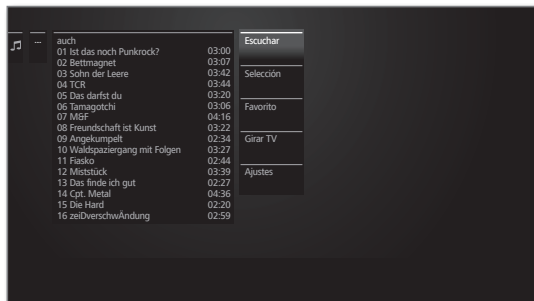 ...
auch
01 Ist das noch Punkrock? 03:00
02 Bettmagnet 03:07
03 Sohn der Leere 03:42
04 TCR 03:44
05 Das darfst du 03:20
06 Tamagotchi 03:06
07 M&F 04:16
08 Freundschaft ist Kunst 03:22
09 Angekumpelt 02:34
10 Waldspaziergang mit Folgen 03:27
11 Fiasko 02:44
12 Miststück 03:39
13 Das finde ich gut 02:27
14 Cpt. Metal 04:36
15 Die Hard 02:20
16 zeiDverschwÄndung 02:59
Escuchar
Selección
Favorito
Girar TV
Ajustes